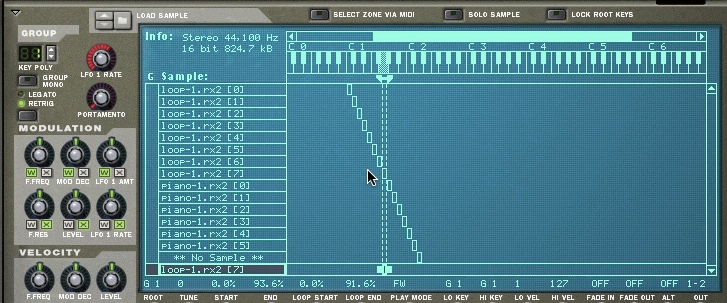 LOAD SAMPLE
SELECT ZONE VIA MIDI
SOLO SAMPLE
LOCK ROOT KEYS
GROUP
KEY POLY
GROUP MONO
LEGATO
RETRIG
LFO 1 RATE
PORTAMENTO
MODULATION
F.FREQ MOD DEC LFO 1 AMT
W X W X W X
F.RES LEVEL LFO 1 RATE
W X W X W X
VELOCITY
F.FREQ MOD DEC LEVEL
Info: Stereo 44.100 Hz
16 bit 824.7 kB
C 0 C 1 C 2 C 3 C 4 C 5 C 6
G Sample:
loop-1.rx2 [0]
loop-1.rx2 [1]
loop-1.rx2 [2]
loop-1.rx2 [3]
loop-1.rx2 [4]
loop-1.rx2 [5]
loop-1.rx2 [6]
loop-1.rx2 [7]
piano-1.rx2 [0]
piano-1.rx2 [1]
piano-1.rx2 [2]
piano-1.rx2 [3]
piano-1.rx2 [4]
piano-1.rx2 [5]
** No Sample **
loop-1.rx2 [7]
G 1 0 0.0% 93.6% 0.0% 91.6% FW G 1 G 1 1 127 OFF OFF OFF 1-2
ROOT TUNE START END LOOP START LOOP END PLAY MODE LO KEY HI KEY LO VEL HI VEL FADE IN FADE OUT ALT